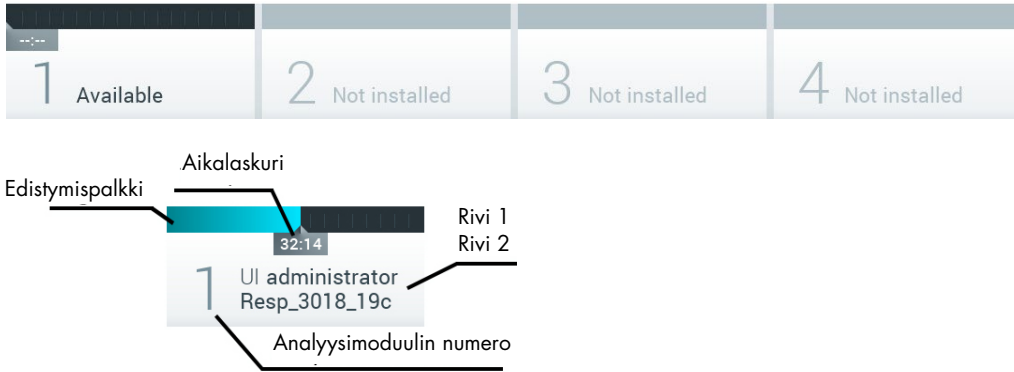 --:--
1 Available
2 Not installed
3 Not installed
4 Not installed
Aikalaskuri
Edistymispalkki
Rivi 1
32:14
Rivi 2
UI administrator
1
Resp_3018_19c
Analyysimoduulin numero